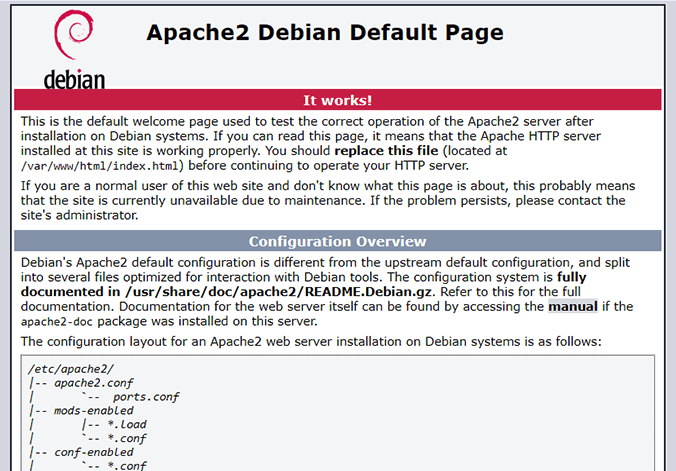 debian
Apache2 Debian Default Page
It works!
This is the default welcome page used to test the correct operation of the Apache2 server after
installation on Debian systems. If you can read this page, it means that the Apache HTTP server
installed at this site is working properly. You should replace this file (located at
/var/www/html/index.html) before continuing to operate your HTTP server.
If you are a normal user of this web site and don't know what this page is about, this probably means
that the site is currently unavailable due to maintenance. If the problem persists, please contact the
site's administrator.
Configuration Overview
Debian's Apache2 default configuration is different from the upstream default configuration, and split
into several files optimized for interaction with Debian tools. The configuration system is fully
documented in /usr/share/doc/apache2/README.Debian.gz. Refer to this for the full
documentation. Documentation for the web server itself can be found by accessing the manual if the
apache2-doc package was installed on this server.
The configuration layout for an Apache2 web server installation on Debian systems is as follows:
/etc/apache2/
|-- apache2.conf
|       `--  ports.conf
|-- mods-enabled
|       |-- *.load
|       `-- *.conf
|-- conf-enabled
|       `-- *.conf